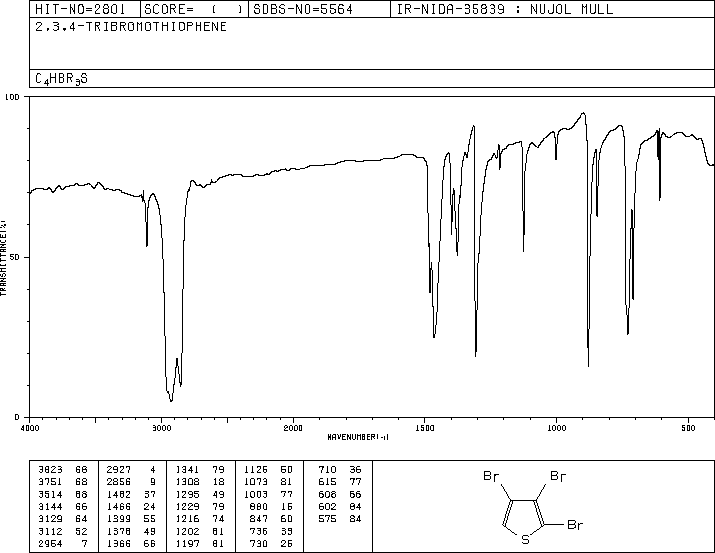 HIT-NO=2801 SCORE= ( ) SDBS-NO=5564 IR-NIDA-35839 : NUJOL MULL
2,3,4-TRIBROMOTHIOPHENE
C4HBR3S
100
50
0
TRANSMITTANCE(%)
4000 3000 2000 1500 1000 500
WAVENUMBER(-1)
3823 68 2927 4 1341 79 1126 50 710 36
3751 68 2856 9 1308 18 1073 81 615 77
3514 68 1482 37 1295 49 1003 77 608 66
3144 66 1466 24 1229 79 880 15 602 84
3129 64 1399 55 1216 74 847 60 575 84
3112 52 1378 49 1202 81 736 39
2954 7 1366 66 1197 81 730 25
Br Br
Br
S